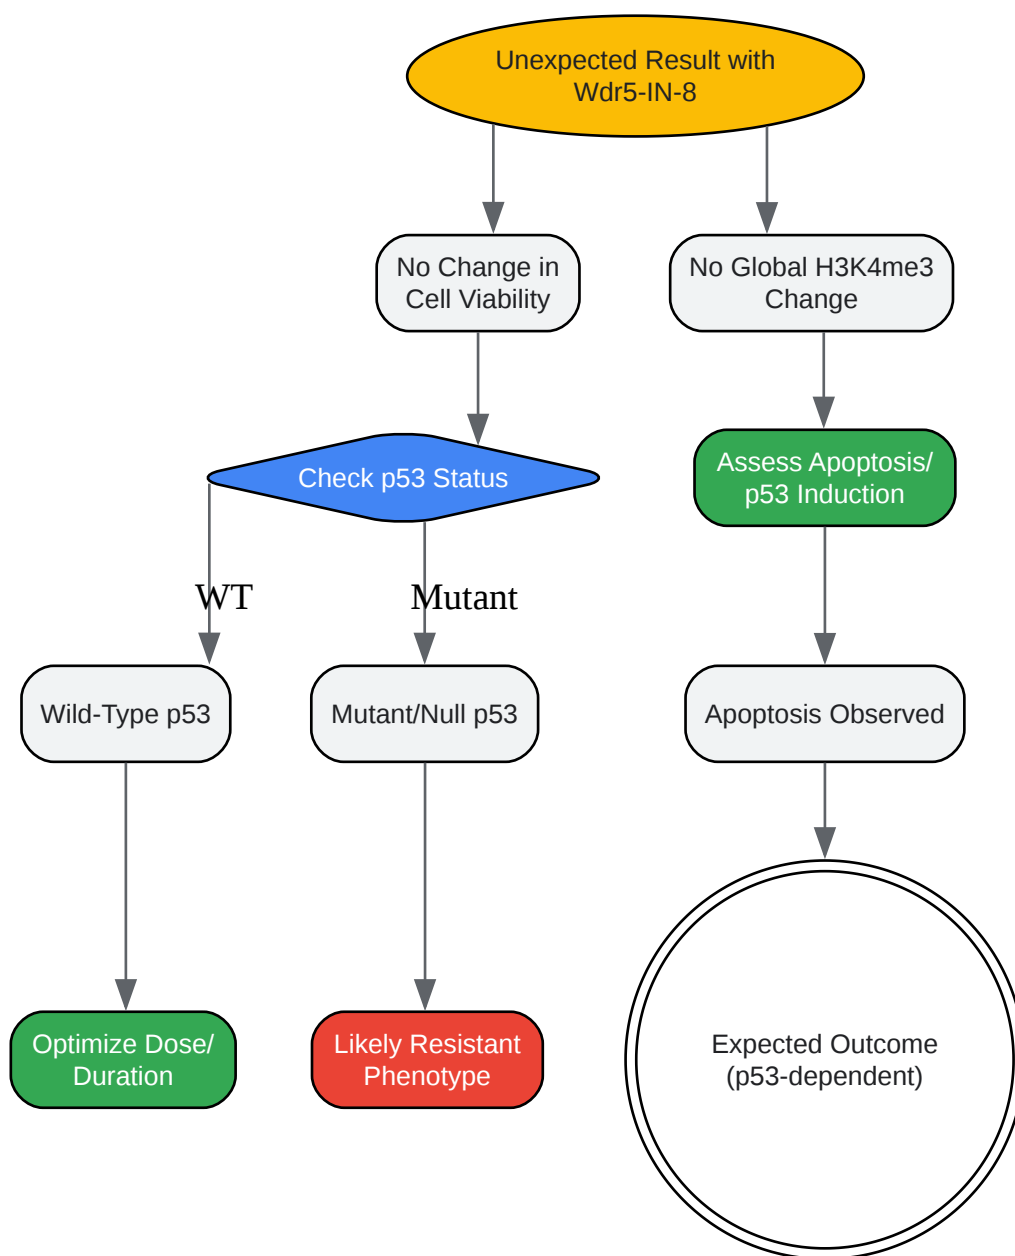 Unexpected Result with
Wdr5-IN-8
No Change in
Cell Viability
No Global H3K4me3
Change
Check p53 Status
Assess Apoptosis/
p53 Induction
WT
Mutant
Wild-Type p53
Mutant/Null p53
Apoptosis Observed
Optimize Dose/
Duration
Likely Resistant
Phenotype
Expected Outcome
(p53-dependent)